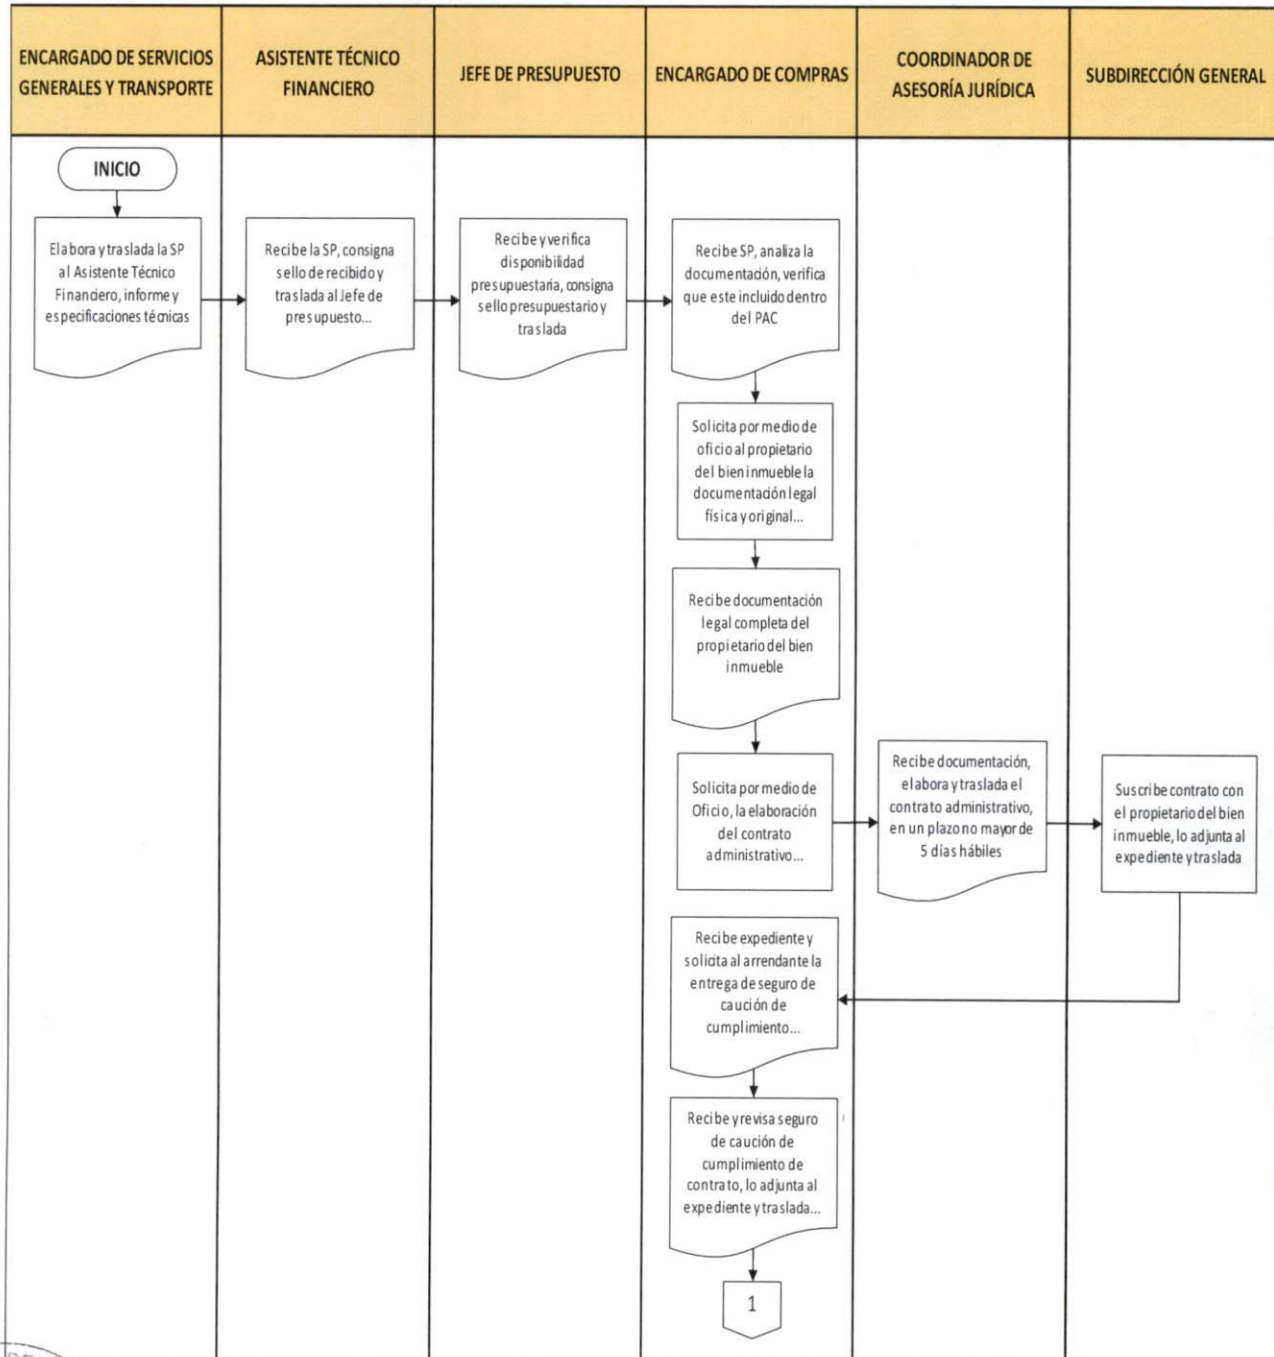 ENCARGADO DE SERVICIOS
GENERALES Y TRANSPORTE
ASISTENTE TÉCNICO
FINANCIERO
JEFE DE PRESUPUESTO
ENCARGADO DE COMPRAS
COORDINADOR DE
ASESORÍA JURÍDICA
SUBDIRECCIÓN GENERAL
INICIO
Elabora y traslada la SP
al Asistente Técnico
Financiero, informe y
especificaciones técnicas
Recibe la SP, consigna
sello de recibido y
traslada al Jefe de
presupuesto...
Recibe y verifica
disponibilidad
presupuestaria, consigna
sello presupuestario y
traslada
Recibe SP, analiza la
documentación, verifica
que este incluido dentro
del PAC
Solicita por medio de
oficio al propietario
del bien inmueble la
documentación legal
física y original...
Recibe documentación
legal completa del
propietario del bien
inmueble
Solicita por medio de
Oficio, la elaboración
del contrato
administrativo...
Recibe documentación,
elabora y traslada el
contrato administrativo,
en un plazo no mayor de
5 días hábiles
Suscribe contrato con
el propietario del bien
inmueble, lo adjunta al
expediente y traslada
Recibe expediente y
solicita al arrendante la
entrega de seguro de
caución de
cumplimiento...
Recibe y revisa seguro
de caución de
cumplimiento de
contrato, lo adjunta al
expediente y traslada...
1